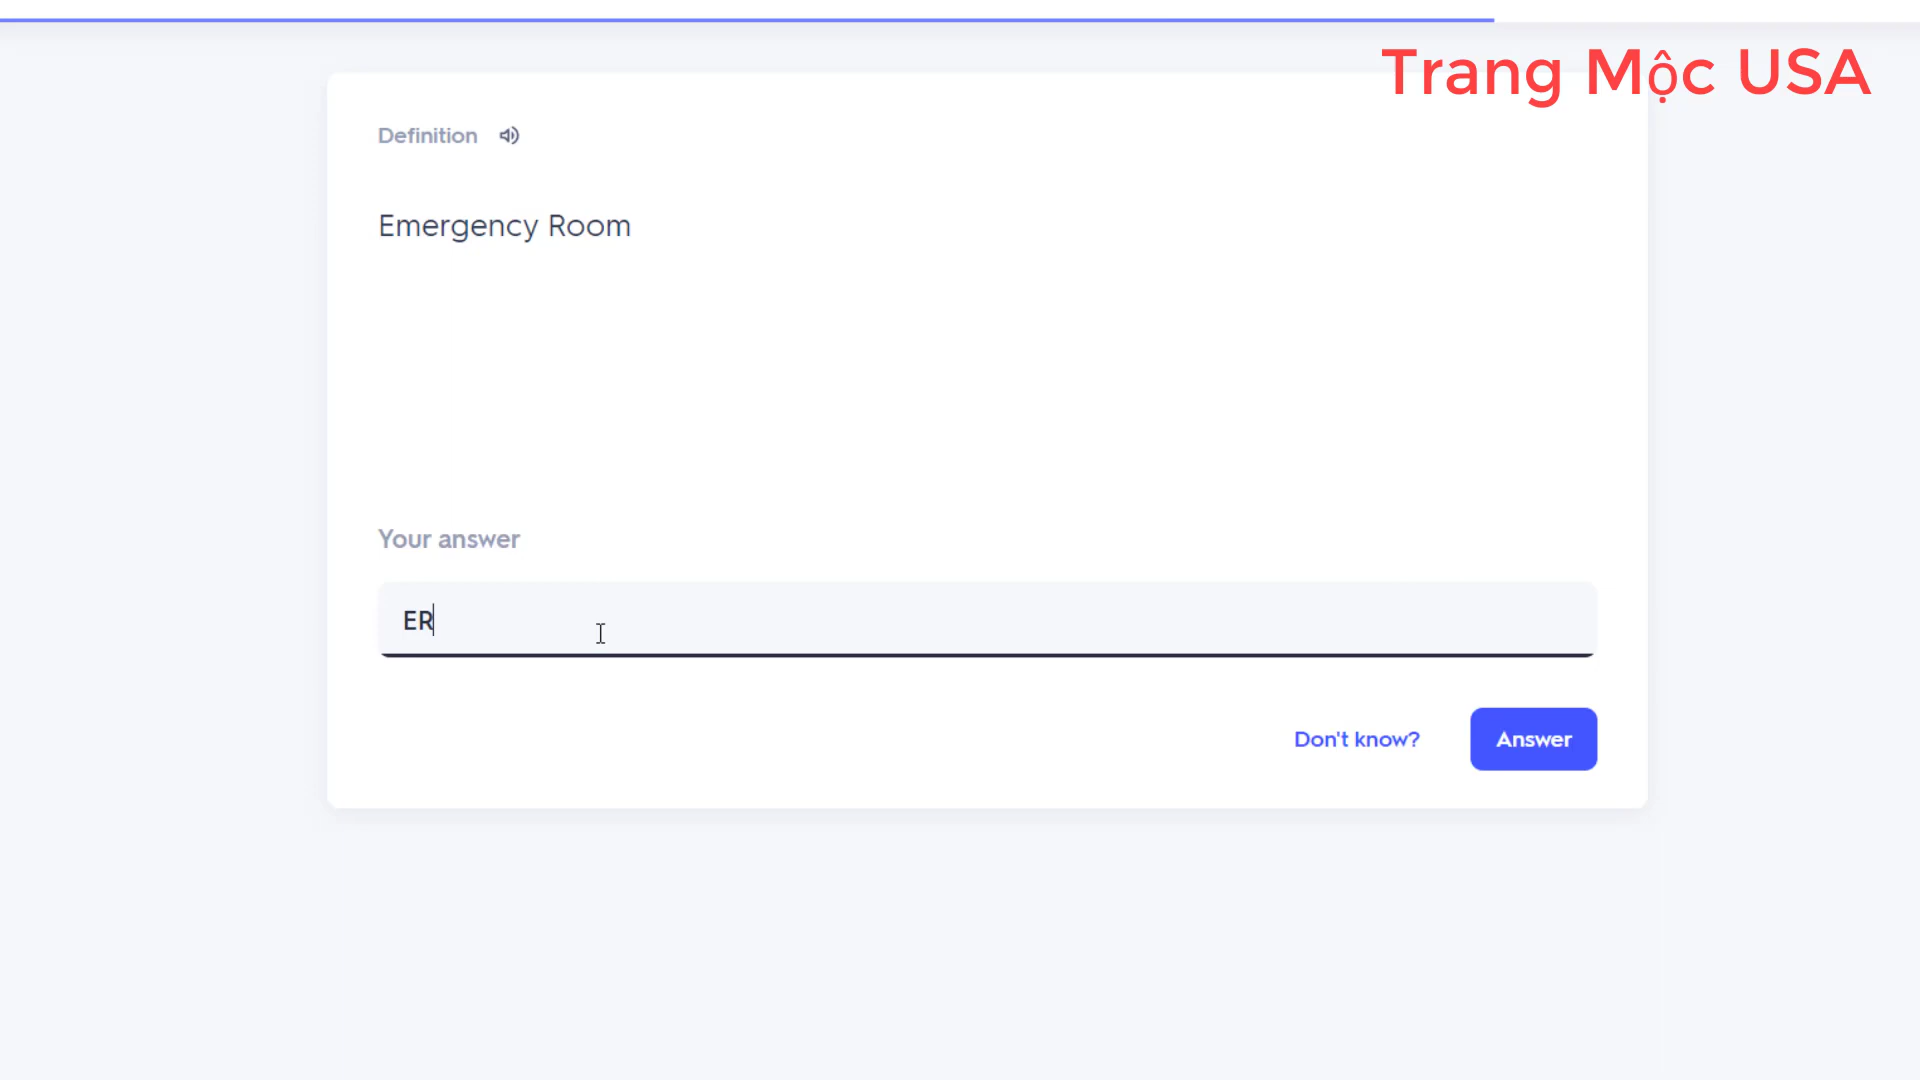 Trang Mộc USA
Definition
Emergency Room
Your answer
ER
Don't know?
Answer